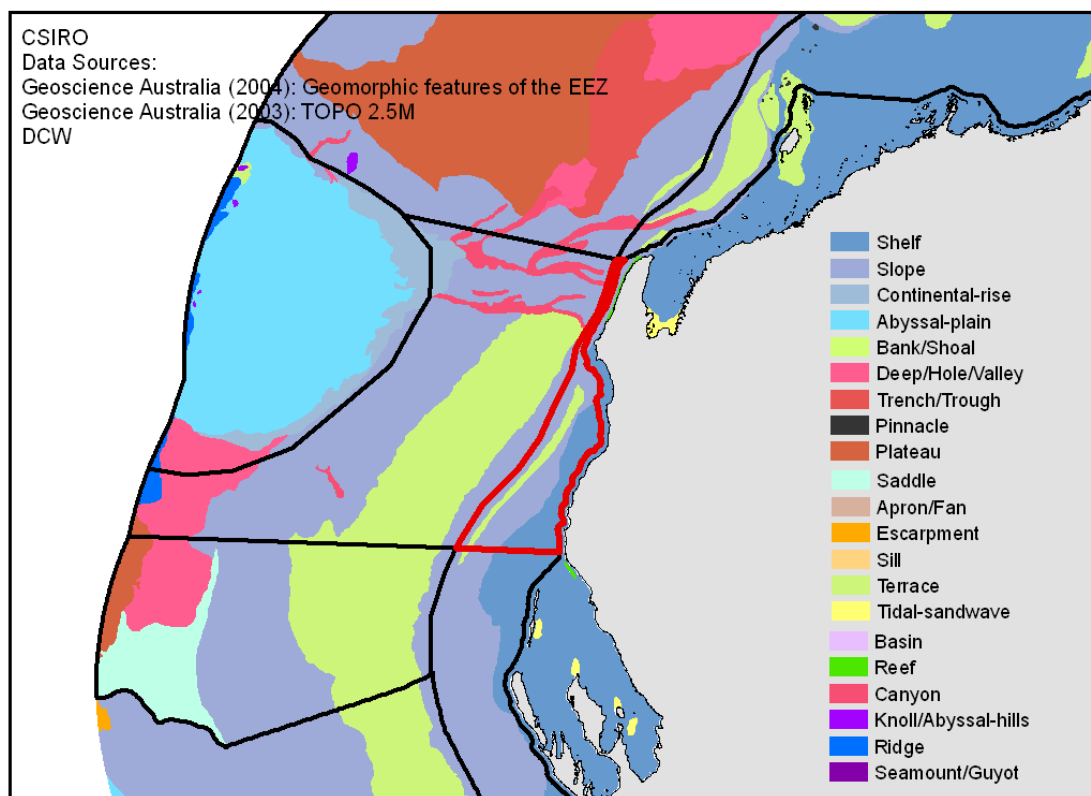 CSIRO
Data Sources:
Geoscience Australia (2004): Geomorphic features of the EEZ
Geoscience Australia (2003): TOPO 2.5M
DCW
Shelf
Slope
Continental-rise
Abyssal-plain
Bank/Shoal
Deep/Hole/Valley
Trench/Trough
Pinnacle
Plateau
Saddle
Apron/Fan
Escarpment
Sill
Terrace
Tidal-sandwave
Basin
Reef
Canyon
Knoll/Abyssal-hills
Ridge
Seamount/Guyot